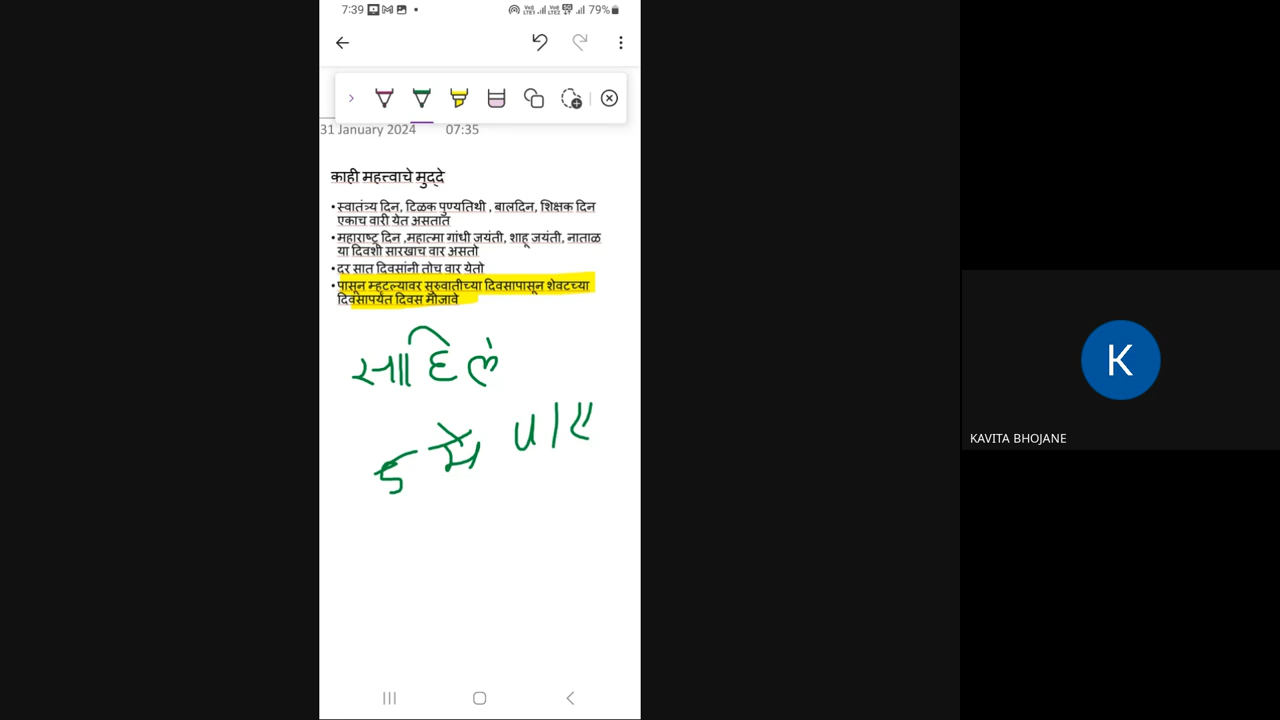 7:39 79%
31 January 2024 07:35
काही महत्त्वाचे मुद्दे
• स्वातंत्र्य दिन, टिळक पुण्यतिथी , बालदिन, शिक्षक दिन
एकाच वारी येत असतात
• महाराष्ट्र दिन ,महात्मा गांधी जयंती, शाहू जयंती, नाताळ
या दिवशी सारखाच वार असतो
• दर सात दिवसांनी तोच वार येतो
• पासून म्हटल्यावर सुरुवातीच्या दिवसापासून शेवटच्या
दिवसापर्यंत दिवस मोजावे
5 मे
K
KAVITA BHOJANE